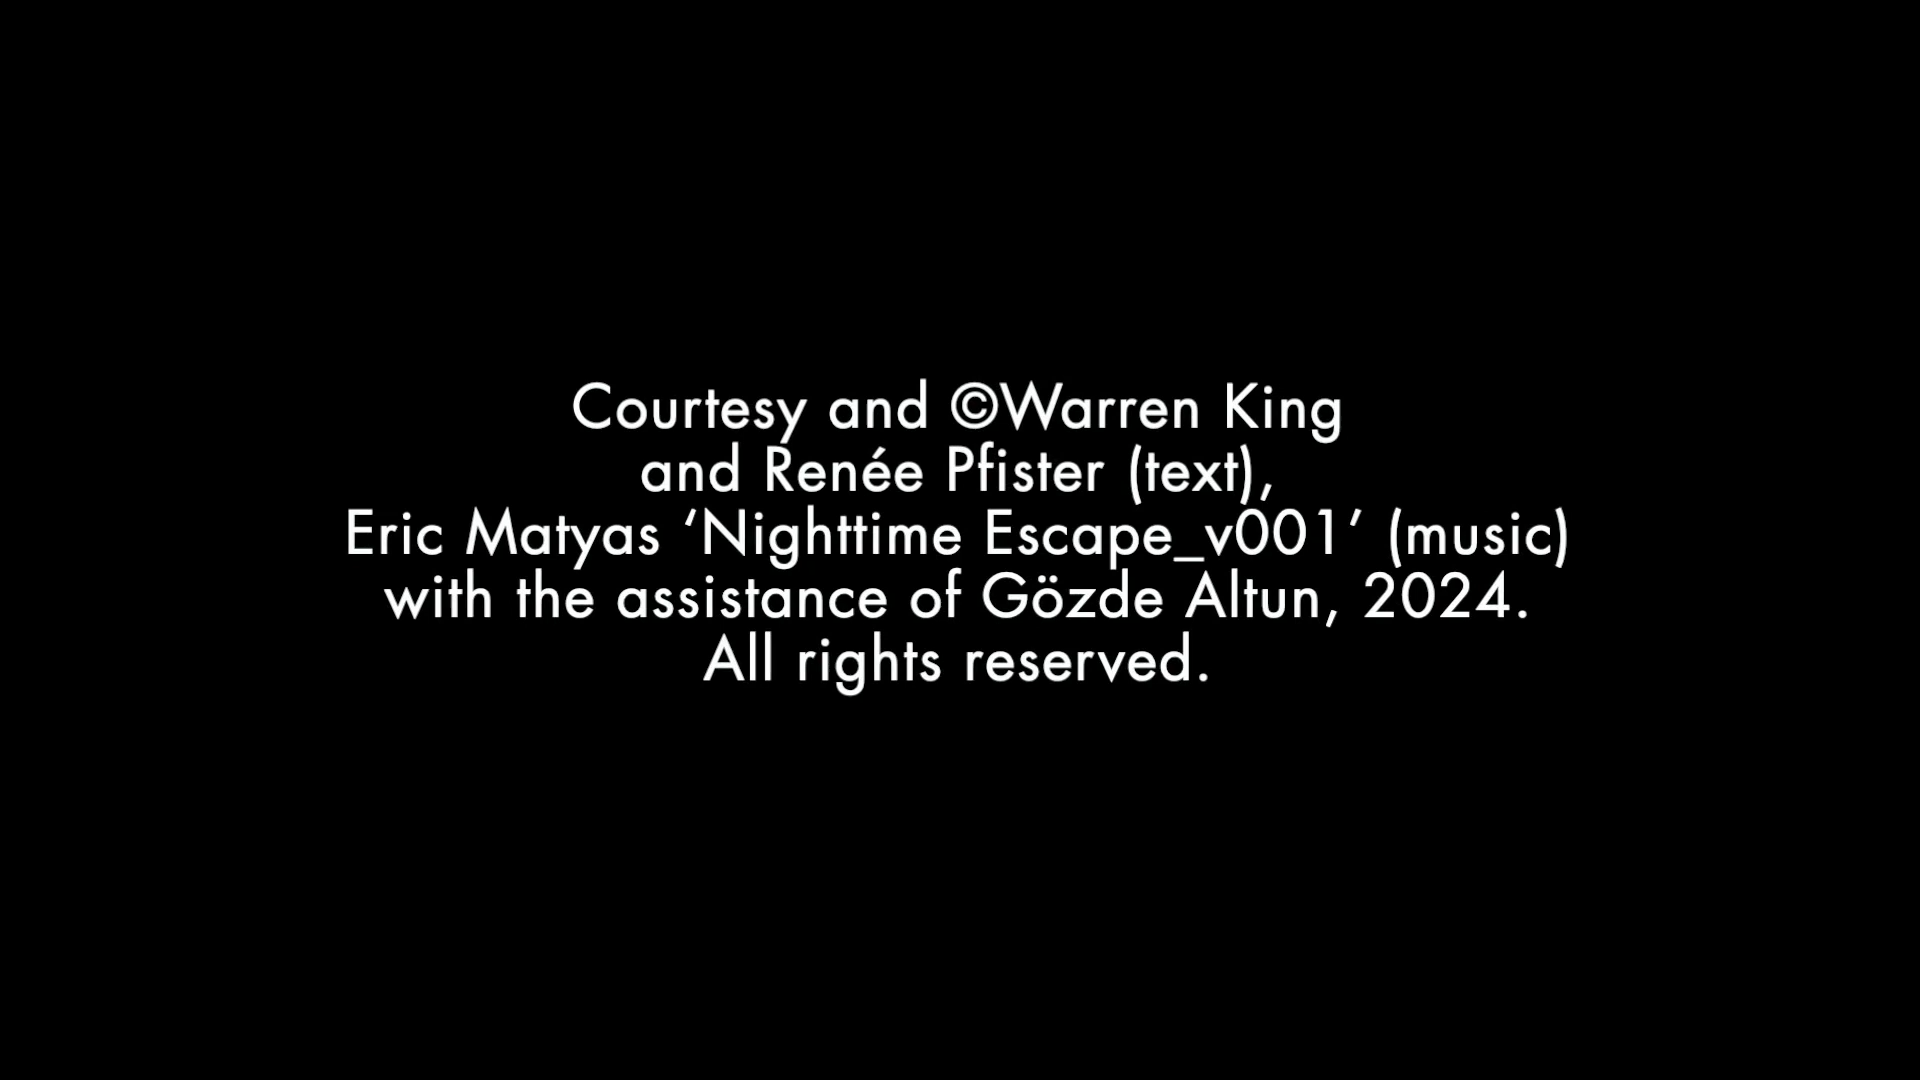 Courtesy and ©Warren King
and Renée Pfister (text),
Eric Matyas ‘Nighttime Escape_v001’ (music)
with the assistance of Gözde Altun, 2024.
All rights reserved.